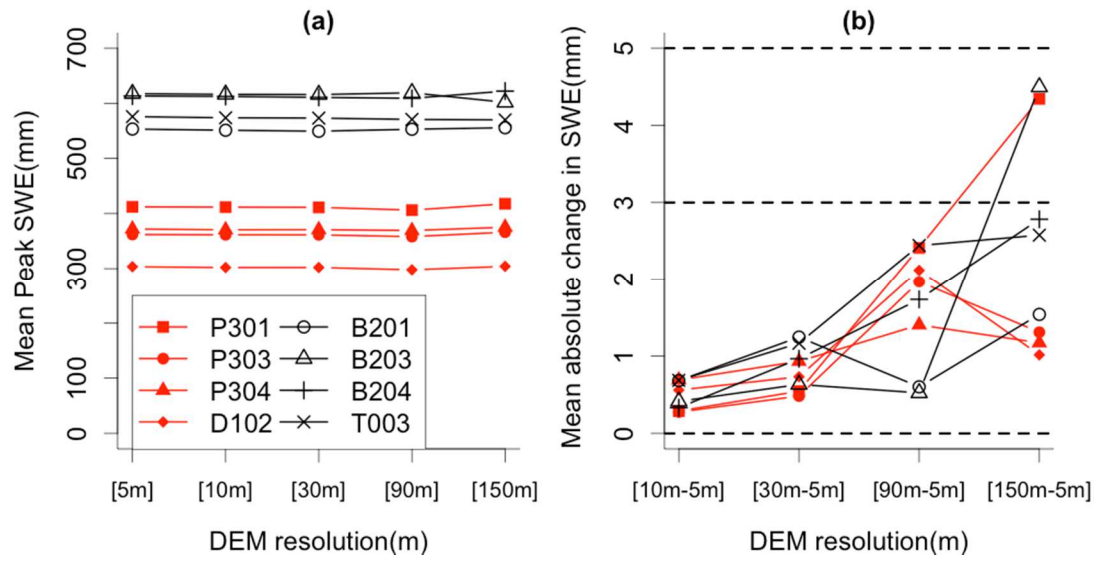 (a)
Mean Peak SWE(mm)
700
500
300
100
0
P301 B201
P303 B203
P304 B204
D102 T003
[5m] [10m] [30m] [90m] [150m]
DEM resolution(m)
(b)
Mean absolute change in SWE(mm)
5
4
3
2
1
0
[10m-5m] [30m-5m] [90m-5m] [150m-5m]
DEM resolution(m)